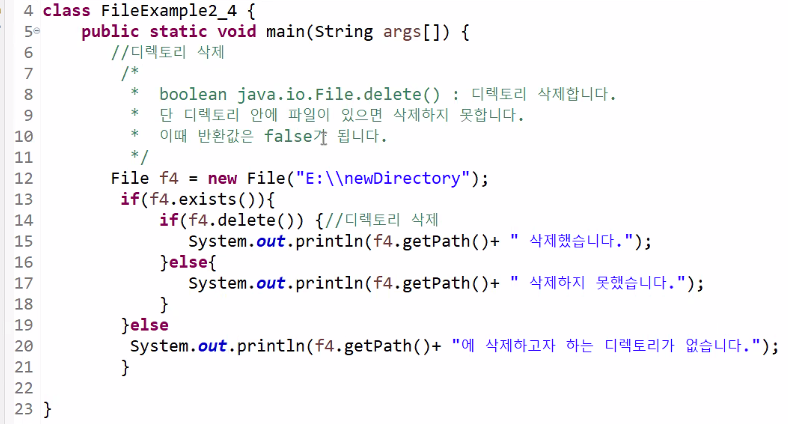 4 class FileExample2_4 {
5 public static void main(String args[]) {
6 //디렉토리 삭제
7 /*
8 * boolean java.io.File.delete() : 디렉토리 삭제합니다.
9 * 단 디렉토리 안에 파일이 있으면 삭제하지 못합니다.
10 * 이때 반환값은 false가 됩니다.
11 */
12 File f4 = new File("E:\\newDirectory");
13 if(f4.exists()){
14 if(f4.delete()) {//디렉토리 삭제
15 System.out.println(f4.getPath()+ " 삭제했습니다.");
16 }else{
17 System.out.println(f4.getPath()+ " 삭제하지 못했습니다.");
18 }
19 }else
20 System.out.println(f4.getPath()+ "에 삭제하고자 하는 디렉토리가 없습니다.");
21 }
22
23 }